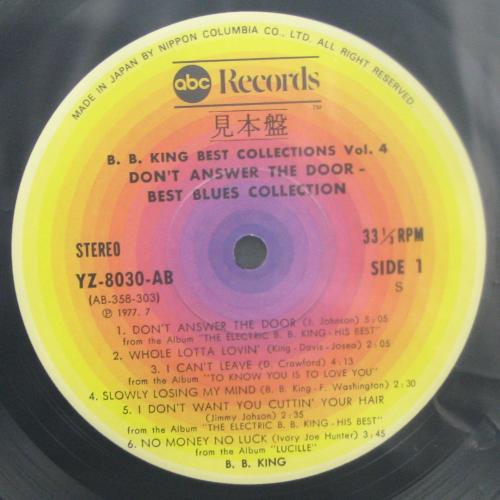 MADE IN JAPAN BY NIPPON COLUMBIA CO., LTD. ALL RIGHT RESERVED.
abc Records
TM
見本盤
B. B. KING BEST COLLECTIONS Vol. 4
DON'T ANSWER THE DOOR -
BEST BLUES COLLECTION
STEREO 33 1/3 RPM
YZ-8030-AB SIDE 1
(AB-358-303) S
Ⓟ 1977. 7
1. DON'T ANSWER THE DOOR (J. Johnson) 5:05
from the Album "THE ELECTRIC B. B. KING - HIS BEST"
2. WHOLE LOTTA LOVIN' (King - Davis - Josea) 2:05
3. I CAN'T LEAVE (D. Crawford) 4:13
from the Album "TO KNOW YOU IS TO LOVE YOU"
4. SLOWLY LOSING MY MIND (B. B. King - F. Washington) 2:30
5. I DON'T WANT YOU CUTTIN' YOUR HAIR
(Jimmy Johson) 2:35
from the Album "THE ELECTRIC B. B. KING - HIS BEST"
6. NO MONEY NO LUCK (Ivory Joe Hunter) 3:45
from the Album "LUCILLE"
B. B. KING